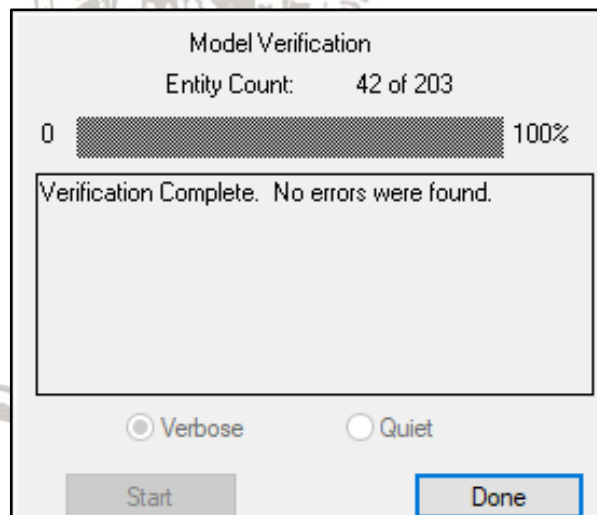 Model Verification
Entity Count: 42 of 203
0 100%
Verification Complete. No errors were found.
Verbose Quiet
Start Done